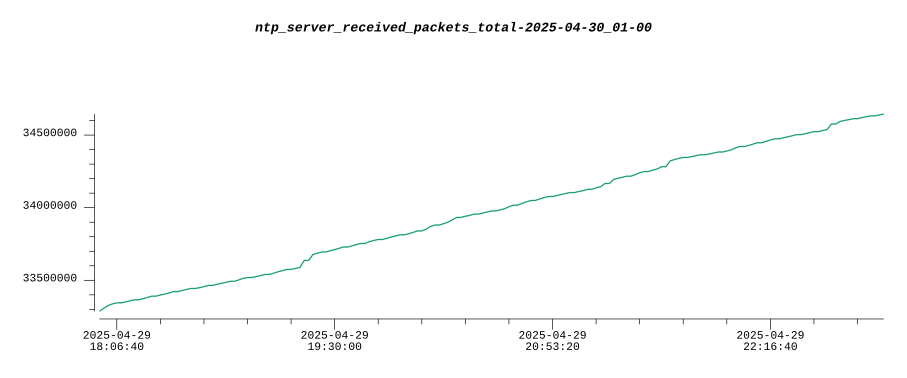 ntp_server_received_packets_total-2025-04-30_01-00
34500000
34000000
33500000
2025-04-29 2025-04-29 2025-04-29 2025-04-29
18:06:40 19:30:00 20:53:20 22:16:40